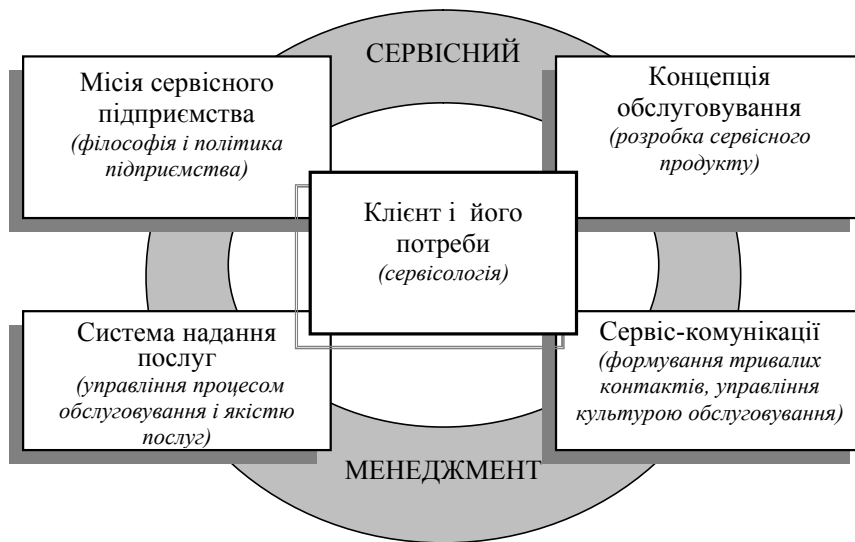 СЕРВІСНИЙ
Місія сервісного
підприємства
(філософія і політика
підприємства)
Концепція
обслуговування
(розробка сервісного
продукту)
Клієнт і його
потреби
(сервісологія)
Система надання
послуг
(управління процесом
обслуговування і якістю
послуг)
Сервіс-комунікації
(формування тривалих
контактів, управління
культурою обслуговування)
МЕНЕДЖМЕНТ